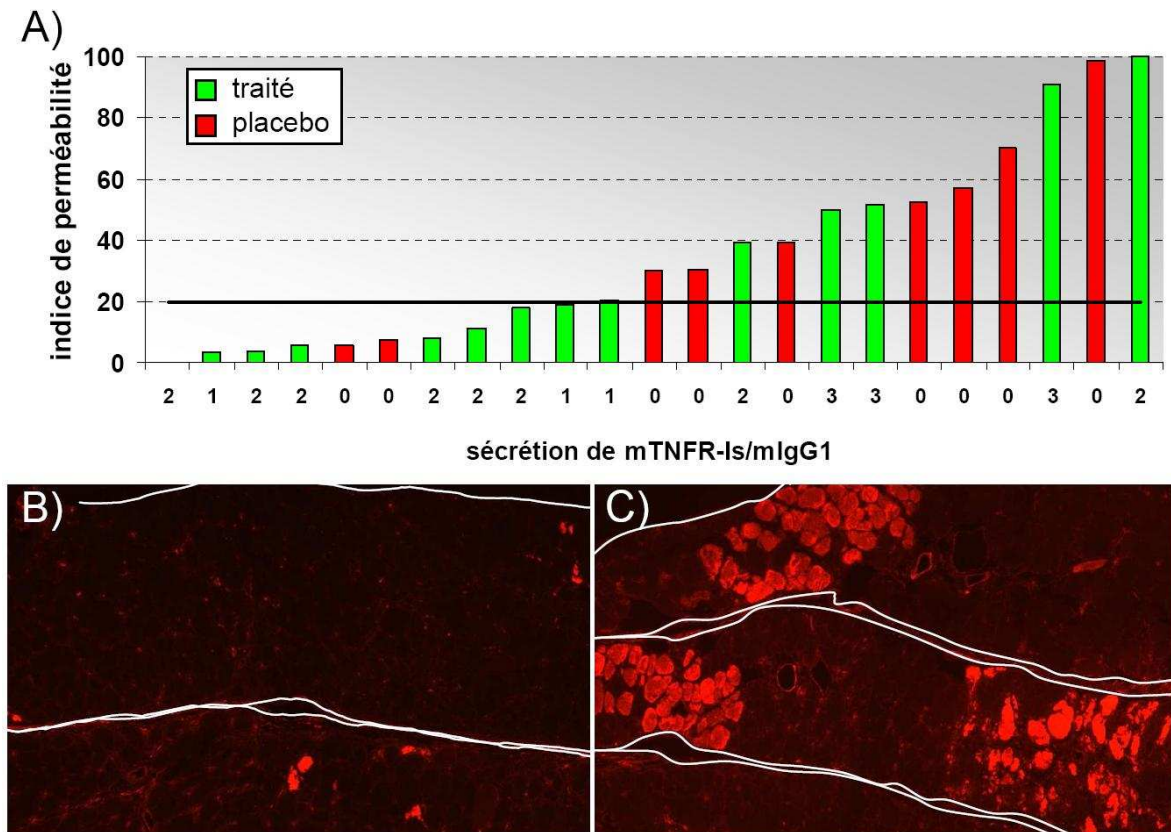 A)
indice de perméabilité
100
80
60
40
20
0
traité
placebo
2 1 2 2 0 0 2 2 2 1 1 0 0 2 0 3 3 0 0 0 3 0 2
sécrétion de mTNFR-Is/mIgG1
B) C)